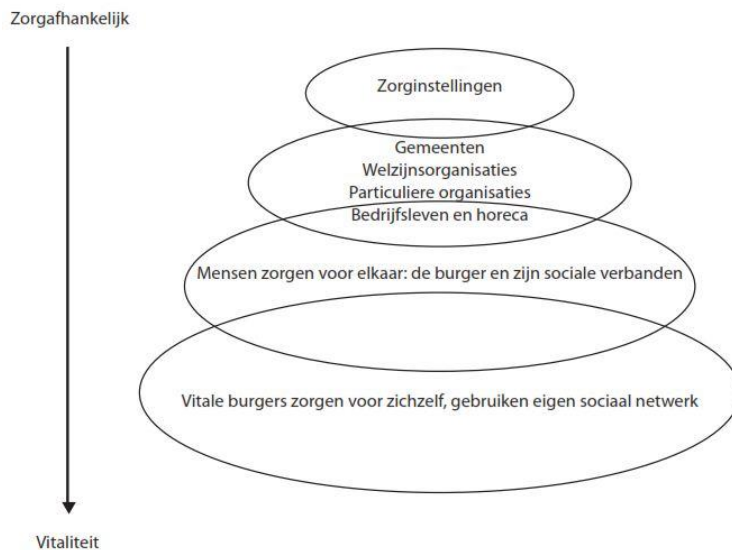 Zorgafhankelijk
Zorginstellingen
Gemeenten
Welzijnsorganisaties
Particuliere organisaties
Bedrijfsleven en horeca
Mensen zorgen voor elkaar: de burger en zijn sociale verbanden
Vitale burgers zorgen voor zichzelf, gebruiken eigen sociaal netwerk
Vitaliteit